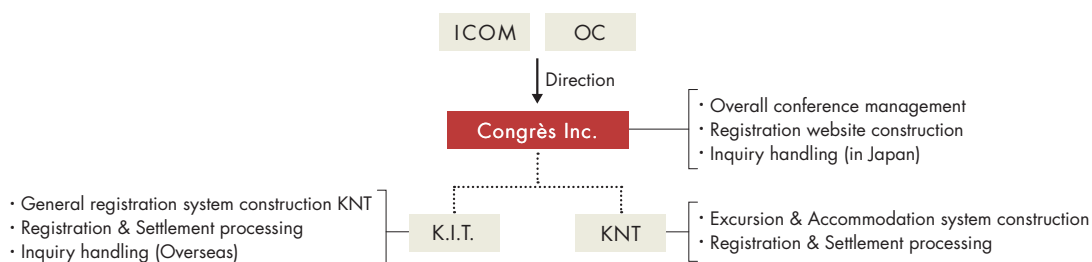 ICOM
OC
Direction
Congrès Inc.
・Overall conference management
・Registration website construction
・Inquiry handling (in Japan)
・General registration system construction KNT
・Registration & Settlement processing
・Inquiry handling (Overseas)
K.I.T.
KNT
・Excursion & Accommodation system construction
・Registration & Settlement processing